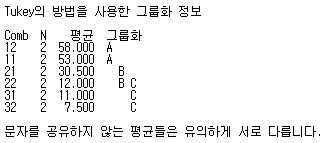 Tukey의 방법을 사용한 그룹화 정보
Comb N 평균 그룹화
12 2 58.000 A
11 2 53.000 A
21 2 30.500 B
22 2 12.000 B C
31 2 11.000 C
32 2 7.500 C
문자를 공유하지 않는 평균들은 유의하게 서로 다릅니다.